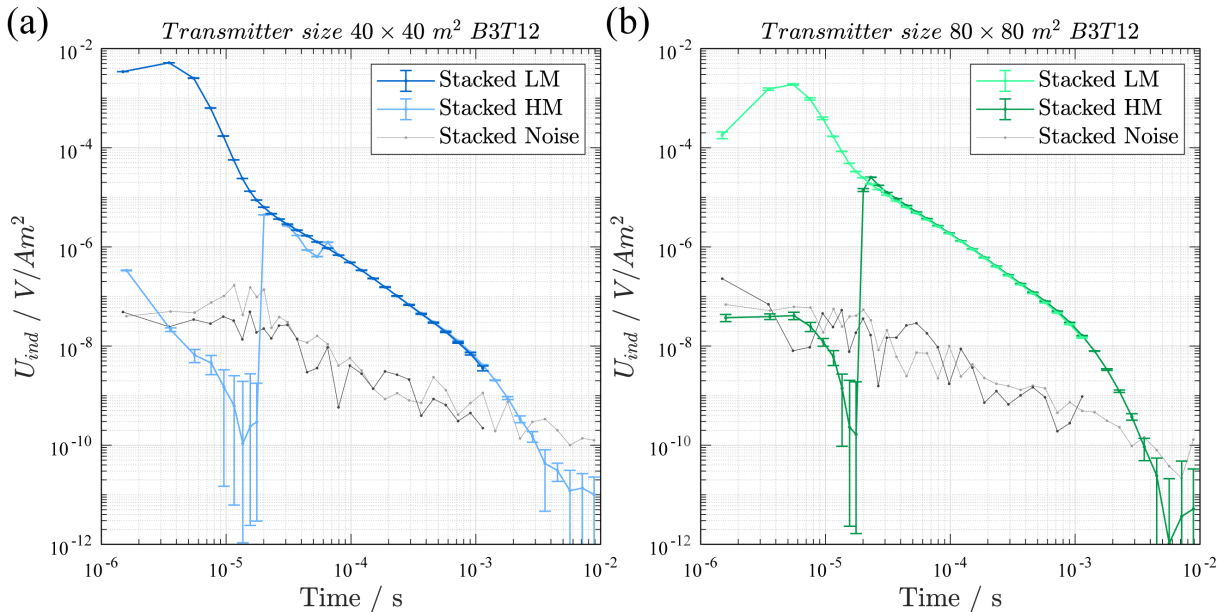 (a)
Transmitter size 40 × 40 m² B3T12
U_ind / V/Am²
10⁻²
10⁻⁴
10⁻⁶
10⁻⁸
10⁻¹⁰
10⁻¹²
Stacked LM
Stacked HM
Stacked Noise
10⁻⁶ 10⁻⁵ 10⁻⁴ 10⁻³ 10⁻²
Time / s
(b)
Transmitter size 80 × 80 m² B3T12
U_ind / V/Am²
10⁻²
10⁻⁴
10⁻⁶
10⁻⁸
10⁻¹⁰
10⁻¹²
Stacked LM
Stacked HM
Stacked Noise
10⁻⁶ 10⁻⁵ 10⁻⁴ 10⁻³ 10⁻²
Time / s